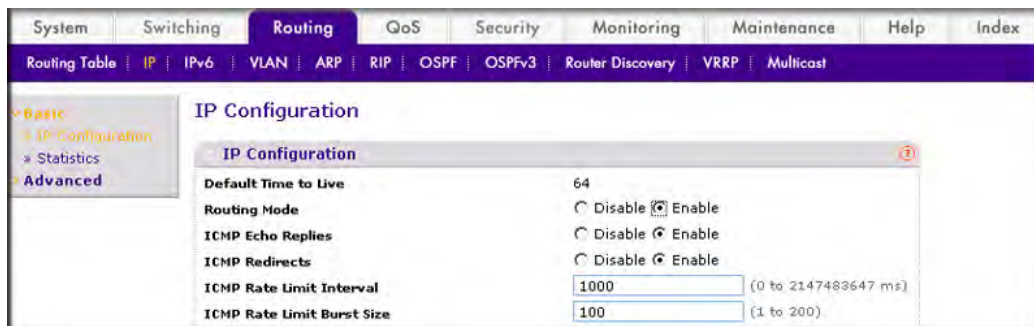 System Switching Routing QoS Security Monitoring Maintenance Help Index
Routing Table IP IPv6 VLAN ARP RIP OSPF OSPFv3 Router Discovery VRRP Multicast
Basic
» IP Configuration
» Statistics
Advanced
IP Configuration
IP Configuration ?
Default Time to Live 64
Routing Mode Disable Enable
ICMP Echo Replies Disable Enable
ICMP Redirects Disable Enable
ICMP Rate Limit Interval 1000 (0 to 2147483647 ms)
ICMP Rate Limit Burst Size 100 (1 to 200)